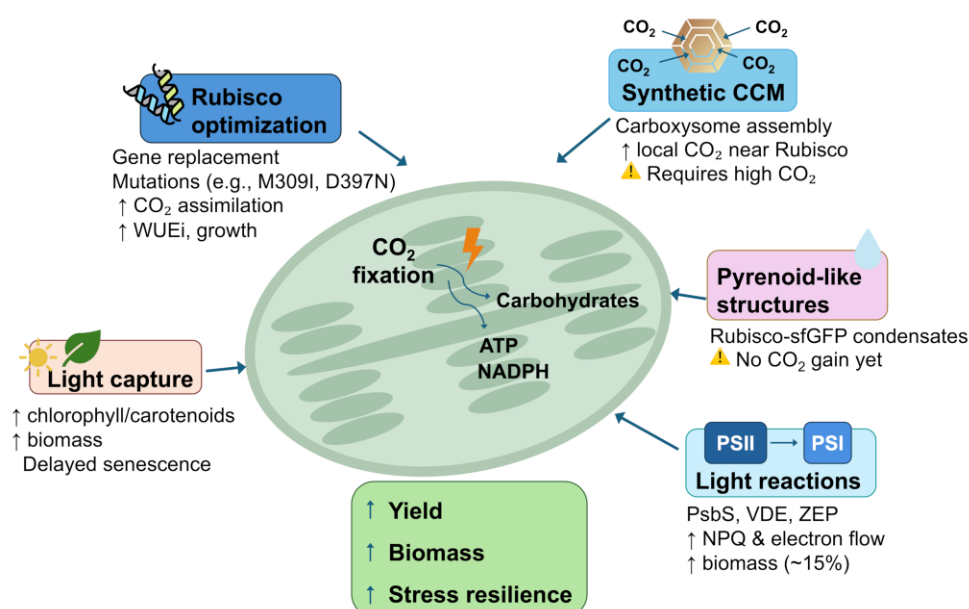 Rubisco
optimization
Gene replacement
Mutations (e.g., M309I, D397N)
↑ CO₂ assimilation
↑ WUEi, growth
CO₂ CO₂
CO₂ CO₂
Synthetic CCM
Carboxysome assembly
↑ local CO₂ near Rubisco
⚠ Requires high CO₂
CO₂
fixation
Carbohydrates
ATP
NADPH
Pyrenoid-like
structures
Rubisco-sfGFP condensates
⚠ No CO₂ gain yet
Light capture
↑ chlorophyll/carotenoids
↑ biomass
Delayed senescence
PSII PSI
Light reactions
PsbS, VDE, ZEP
↑ NPQ & electron flow
↑ biomass (~15%)
↑ Yield
↑ Biomass
↑ Stress resilience